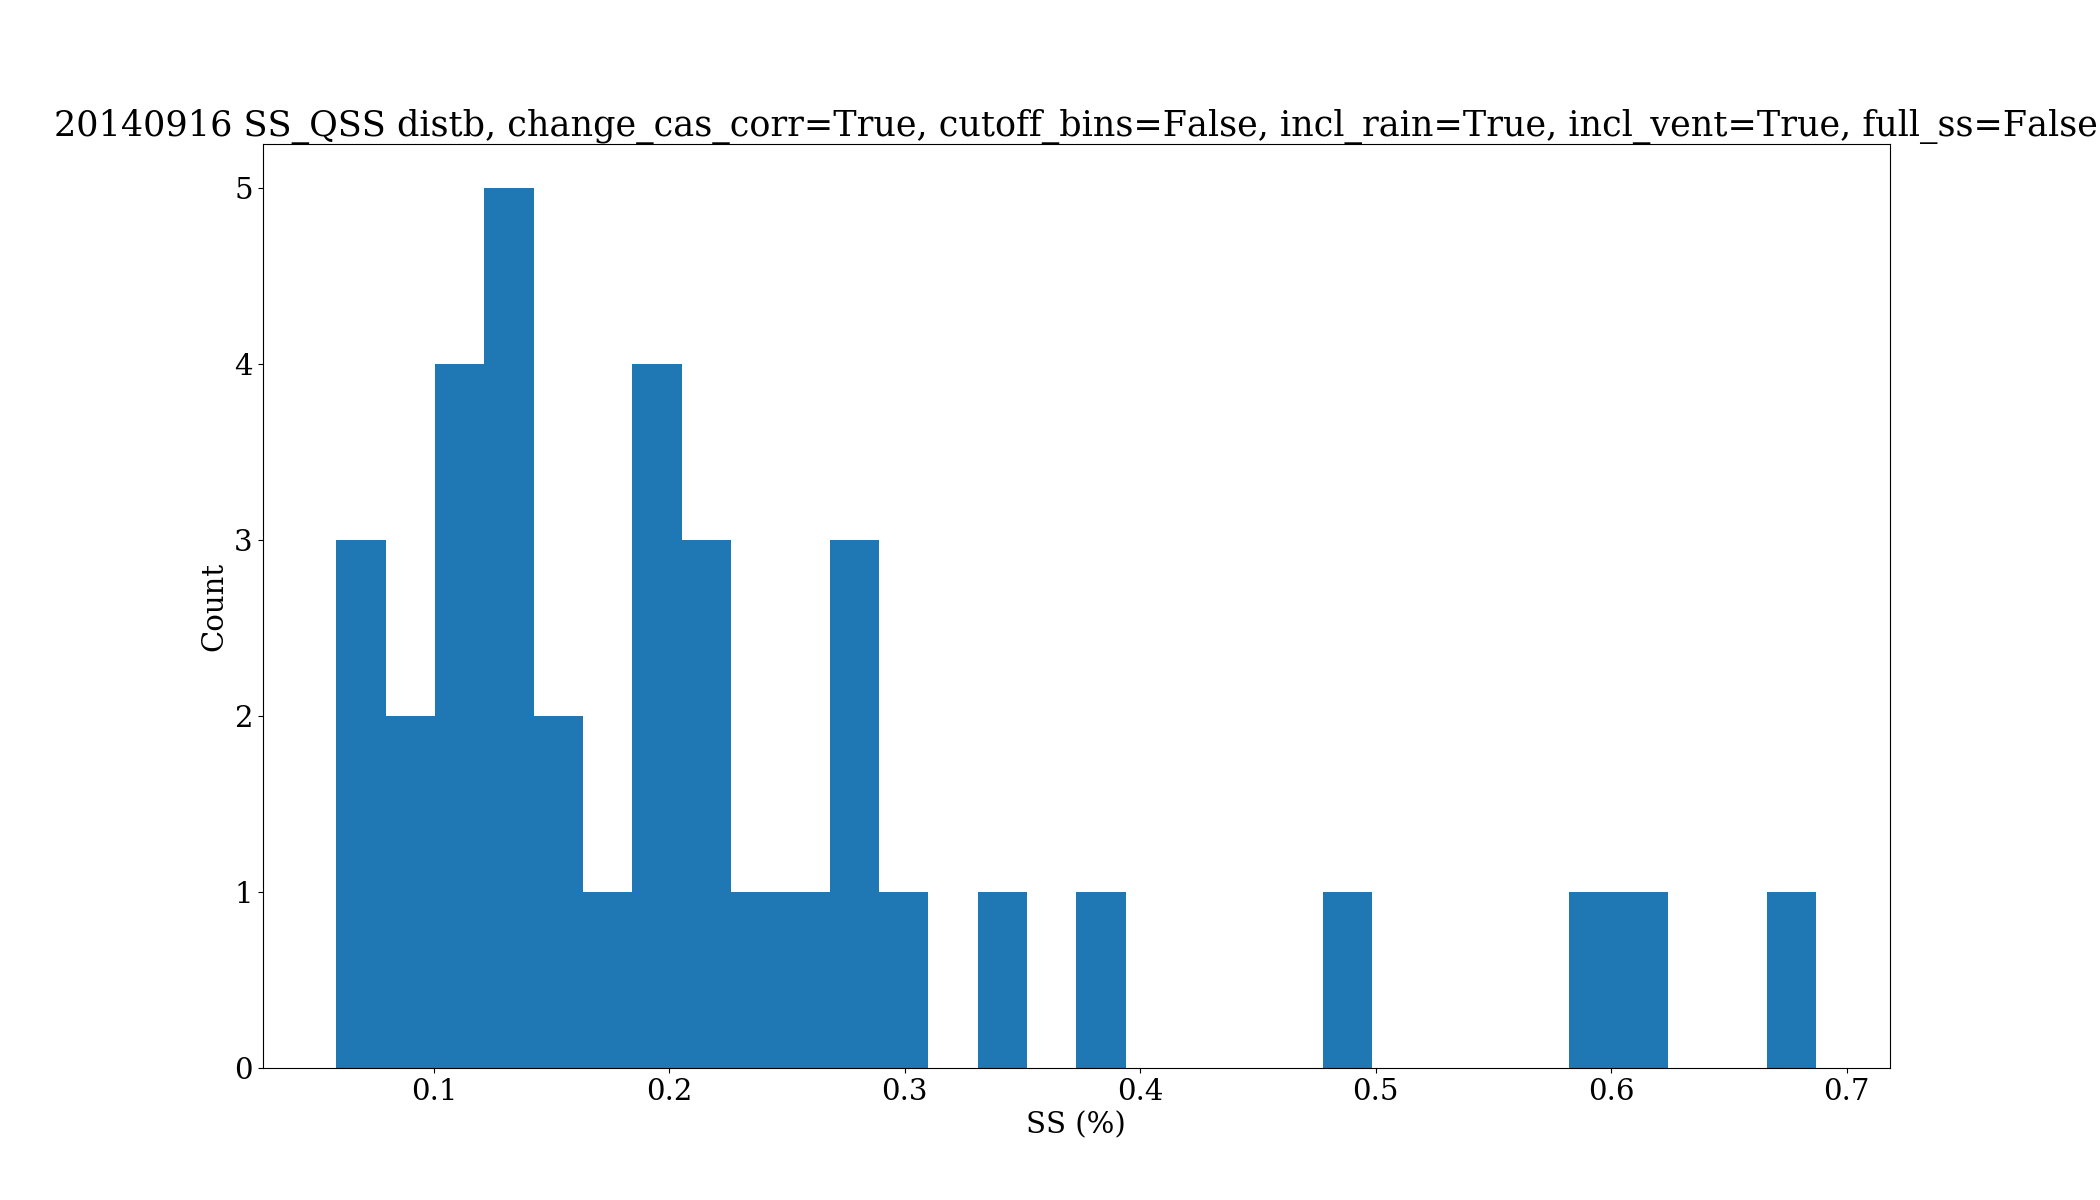 20140916 SS_QSS distb, change_cas_corr=True, cutoff_bins=False, incl_rain=True, incl_vent=True, full_ss=False
5
4
3
2
1
0
Count
0.1 0.2 0.3 0.4 0.5 0.6 0.7
SS (%)